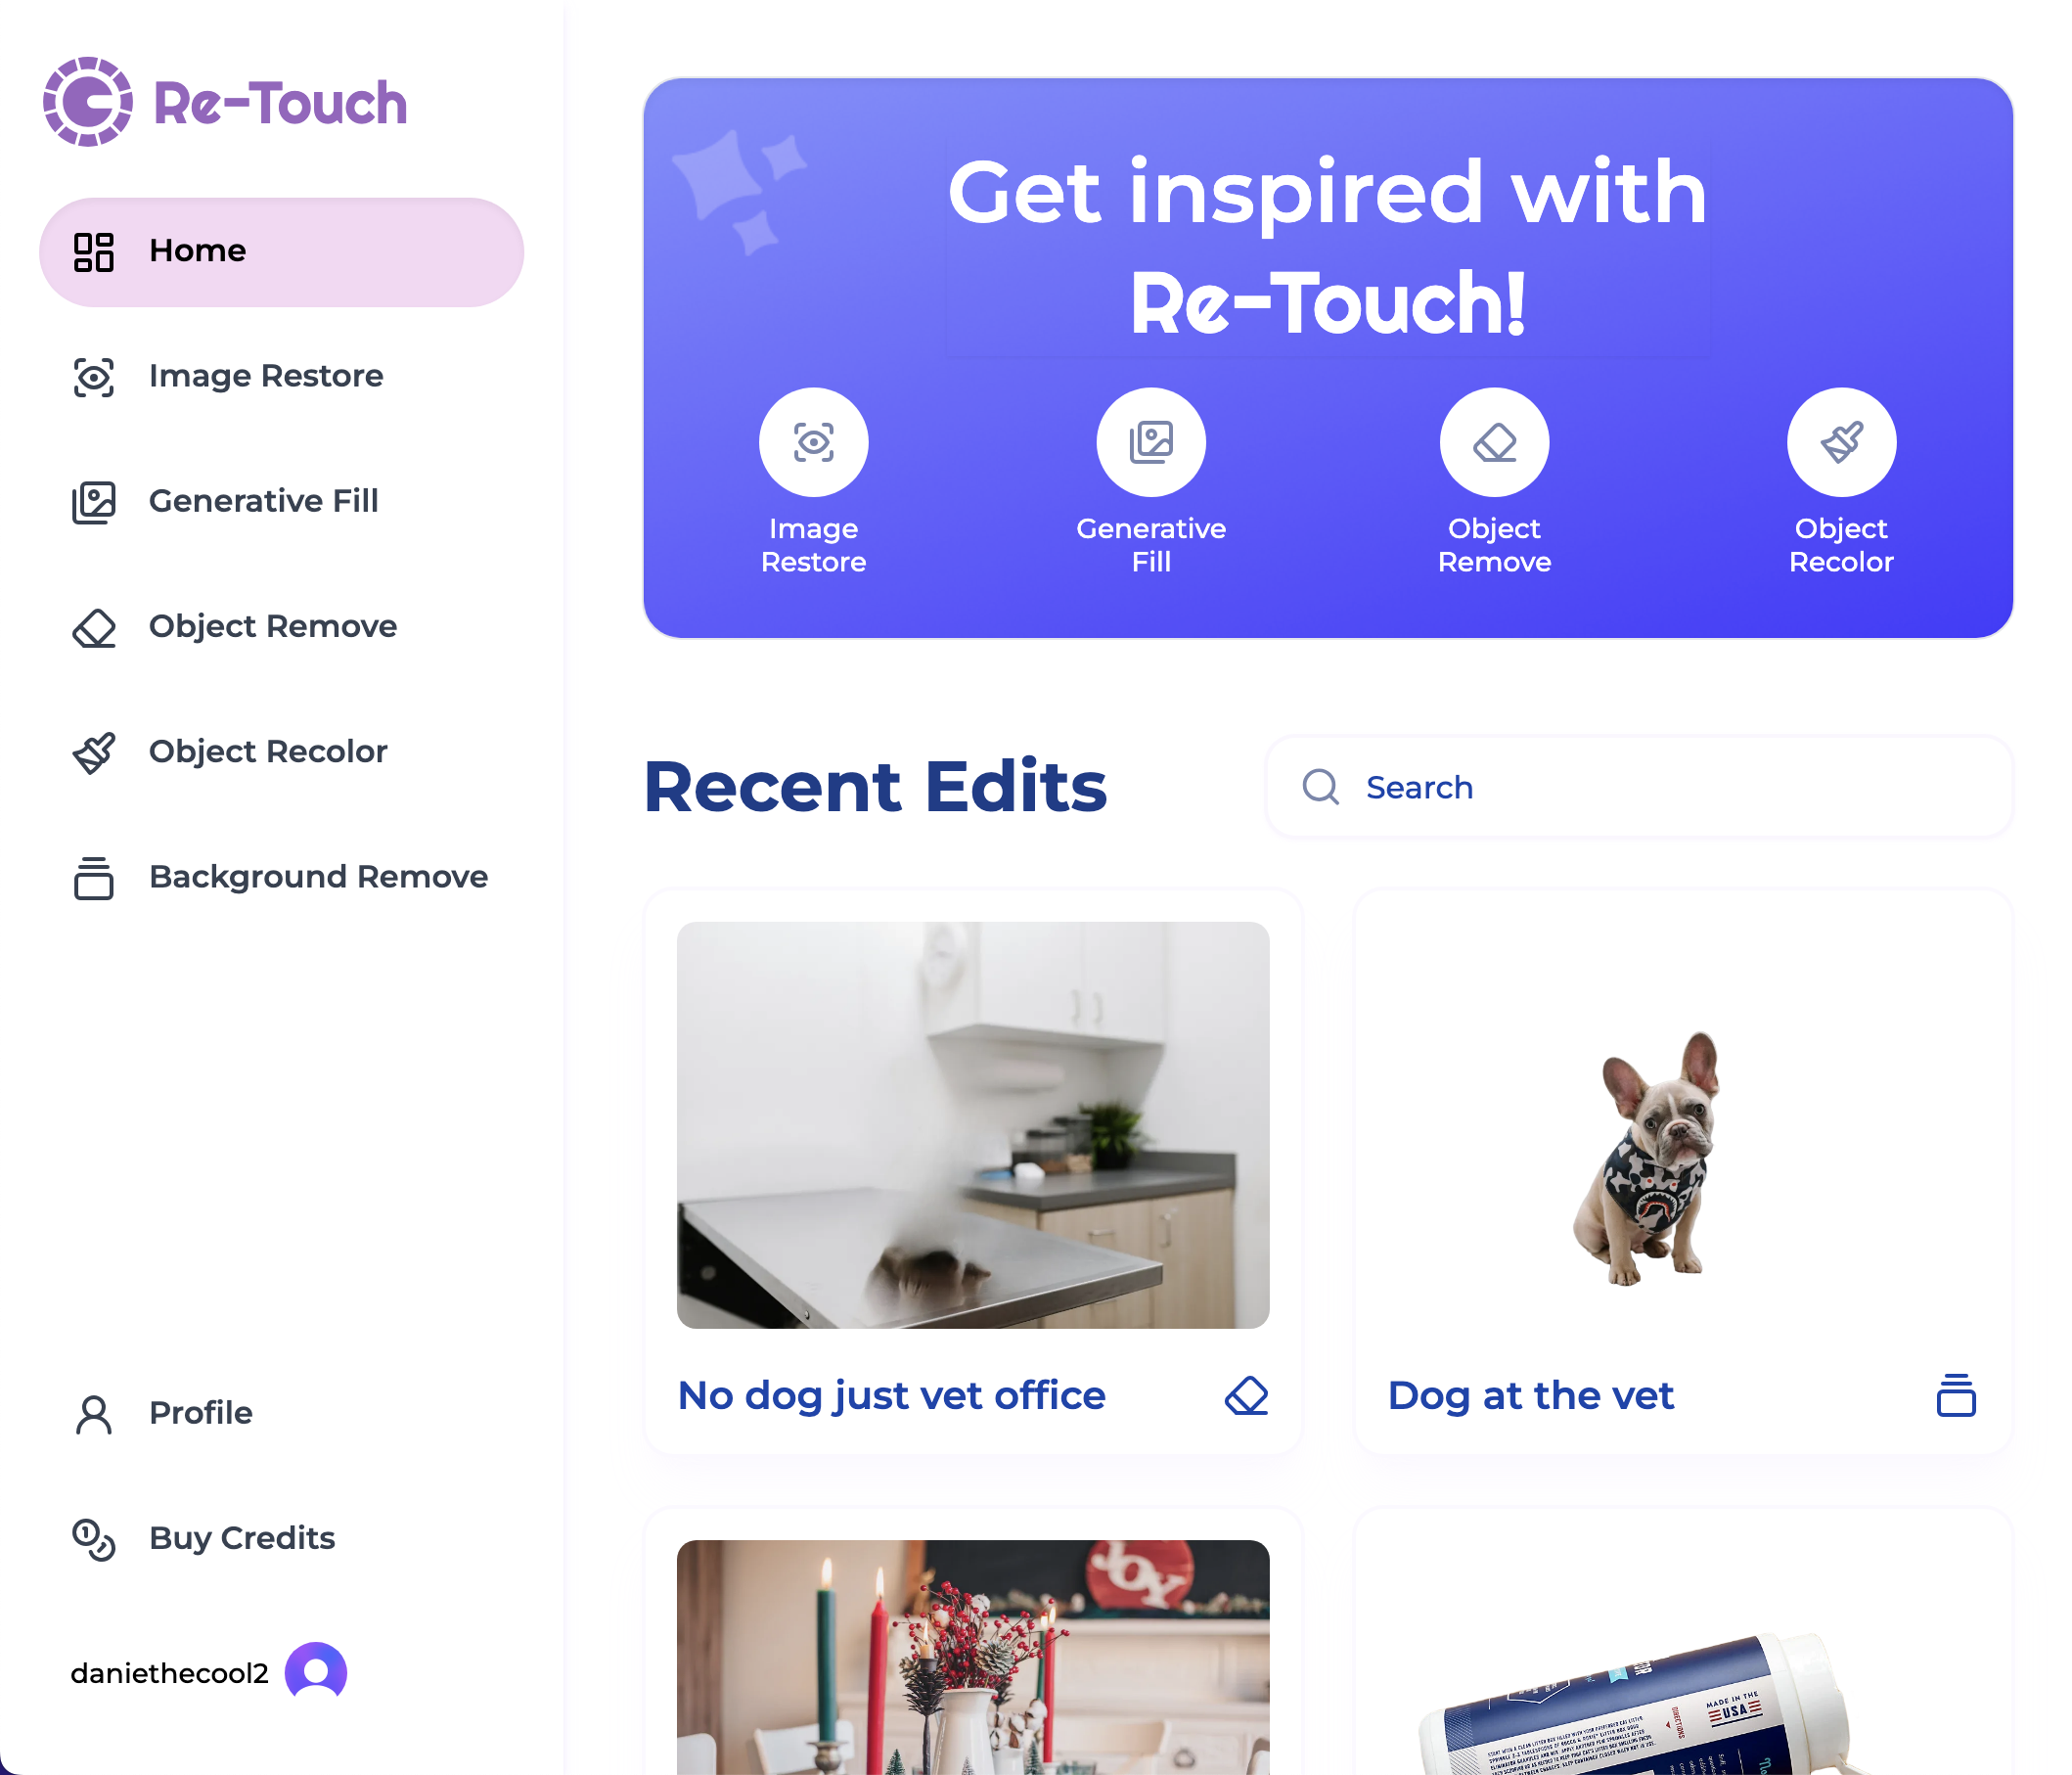 Re-Touch
Home
Image Restore
Generative Fill
Object Remove
Object Recolor
Background Remove
Profile
Buy Credits
daniethecool2
Get inspired with
Re-Touch!
Image
Restore
Generative
Fill
Object
Remove
Object
Recolor
Recent Edits
Search
No dog just vet office
Dog at the vet
JOY
MADE IN THE
USA
DIRECTIONS